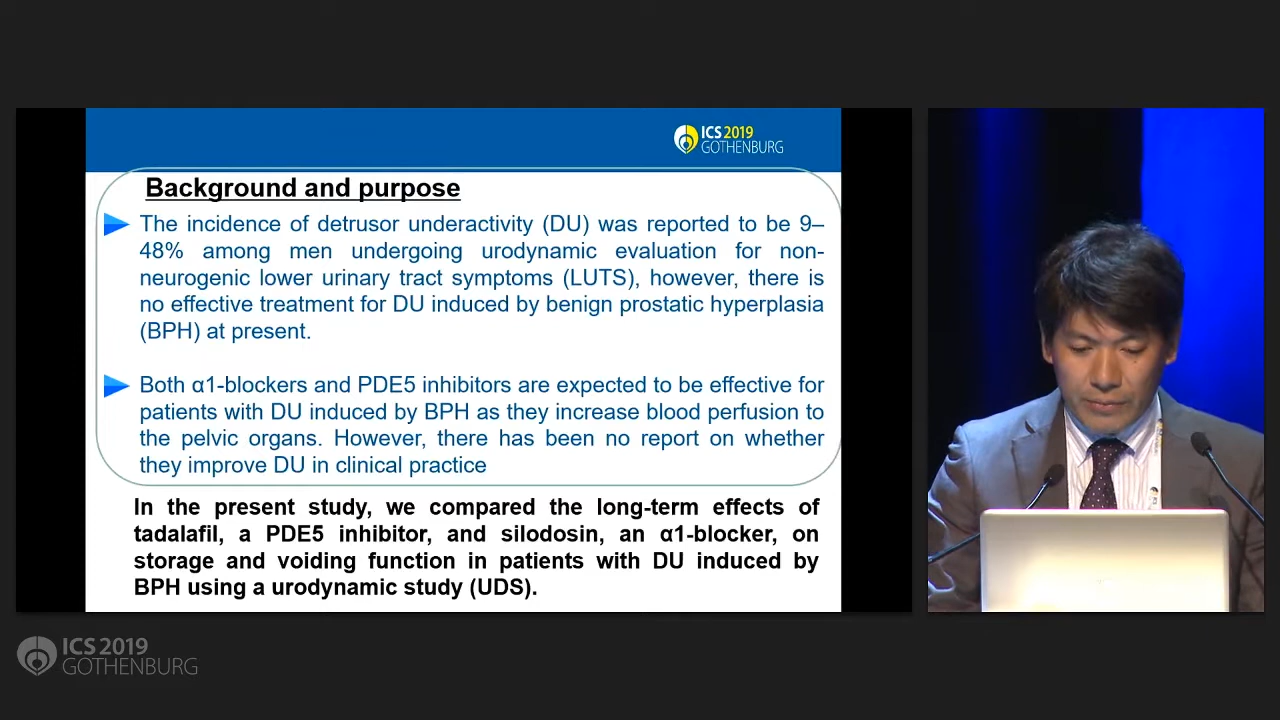 ICS 2019
GOTHENBURG
Background and purpose
The incidence of detrusor underactivity (DU) was reported to be 9–
48% among men undergoing urodynamic evaluation for non-
neurogenic lower urinary tract symptoms (LUTS), however, there is
no effective treatment for DU induced by benign prostatic hyperplasia
(BPH) at present.
Both α1-blockers and PDE5 inhibitors are expected to be effective for
patients with DU induced by BPH as they increase blood perfusion to
the pelvic organs. However, there has been no report on whether
they improve DU in clinical practice
In the present study, we compared the long-term effects of
tadalafil, a PDE5 inhibitor, and silodosin, an α1-blocker, on
storage and voiding function in patients with DU induced by
BPH using a urodynamic study (UDS).
ICS 2019
GOTHENBURG